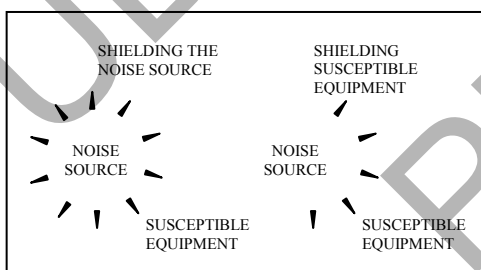 SHIELDING THE
NOISE SOURCE
NOISE
SOURCE
SUSCEPTIBLE
EQUIPMENT
SHIELDING
SUSCEPTIBLE
EQUIPMENT
NOISE
SOURCE
SUSCEPTIBLE
EQUIPMENT